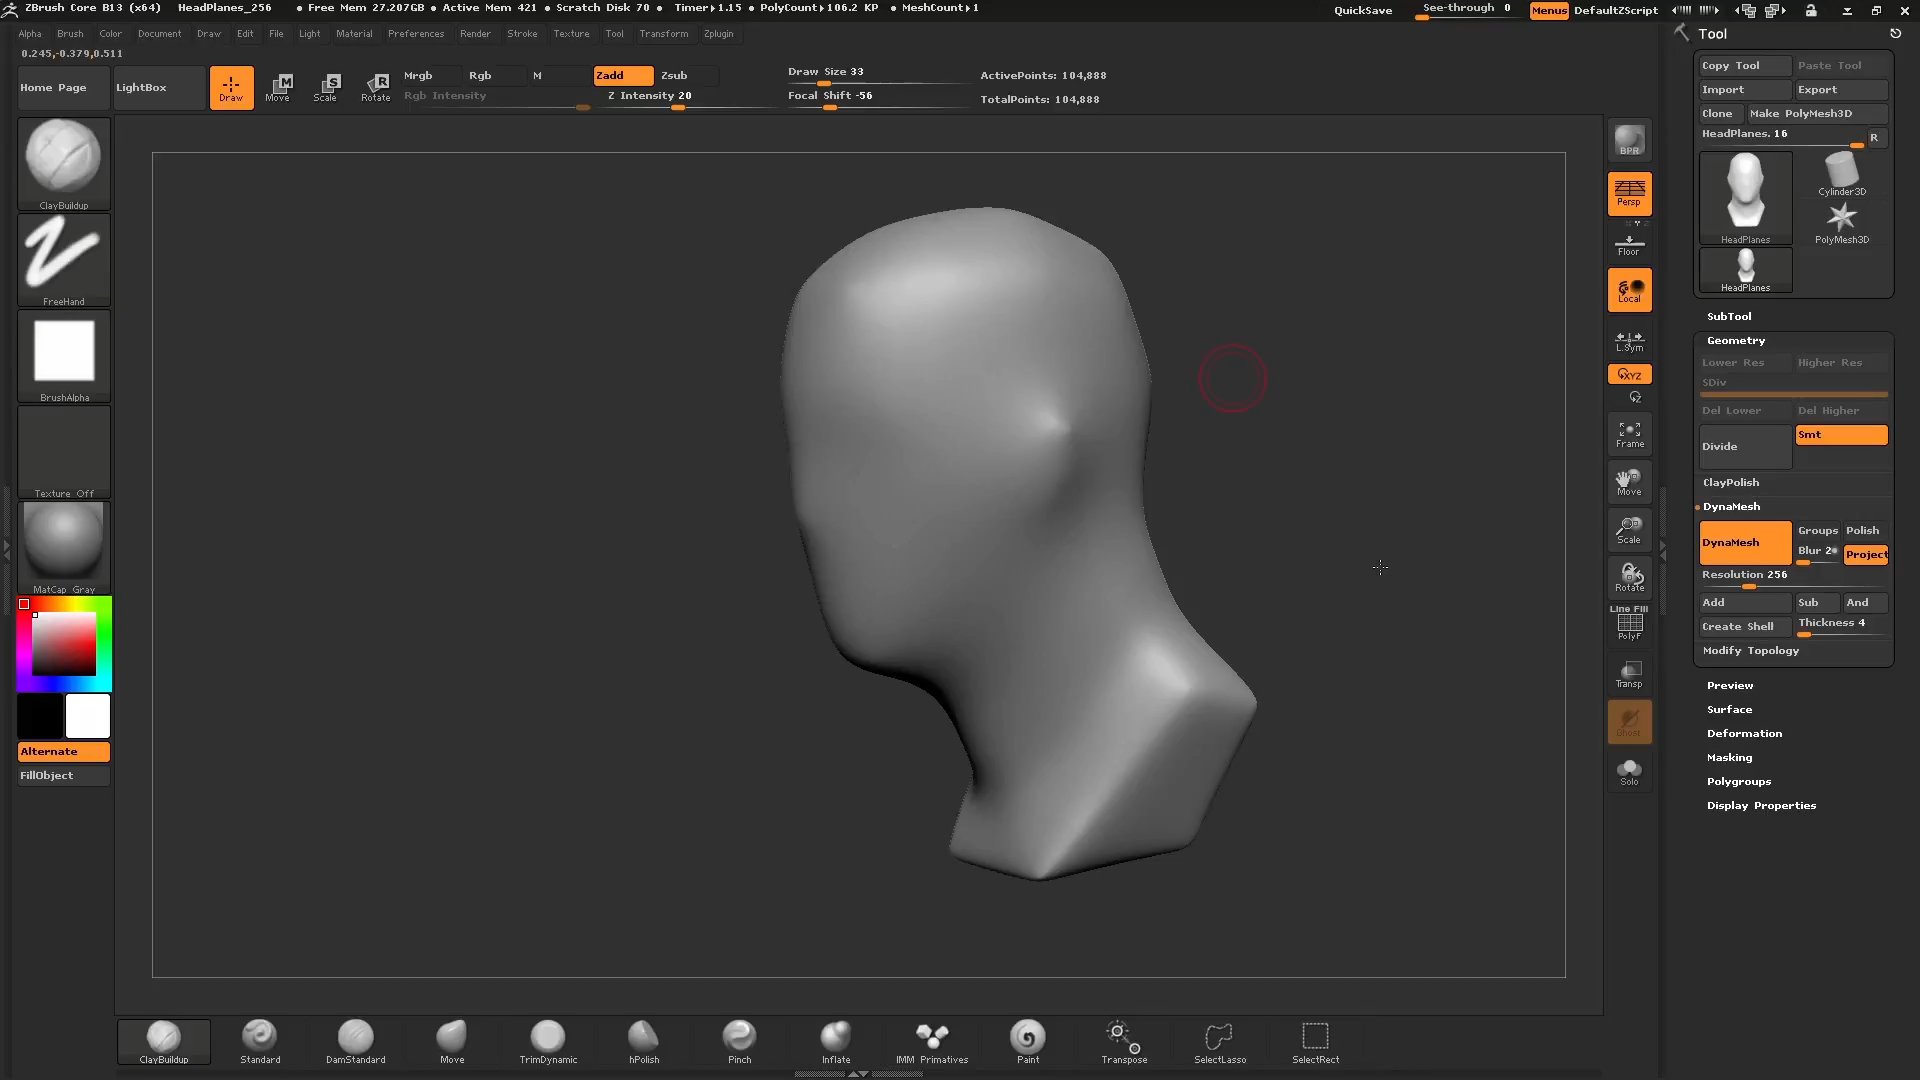 ZBrush Core B13 (x64) HeadPlanes_256 • Free Mem 27.207GB • Active Mem 421 • Scratch Disk 70 • Timer▸1.15 • PolyCount▸106.2 KP • MeshCount▸1 QuickSave See-through 0 Menus DefaultZScript
Alpha Brush Color Document Draw Edit File Light Material Preferences Render Stroke Texture Tool Transform Zplugin
0.245,-0.379,0.511
Home Page LightBox Draw Move Scale Rotate
M S R
Mrgb Rgb M Zadd Zsub
Rgb Intensity Z Intensity 20
Draw Size 33
Focal Shift -56
ActivePoints: 104,888
TotalPoints: 104,888
ClayBuildup
FreeHand
BrushAlpha
Texture Off
MatCap Gray
Alternate
FillObject
BPR
Persp
Floor
Local
L.Sym
XYZ
Z
Frame
Move
Scale
Rotate
Line Fill
PolyF
Transp
Ghost
Solo
Tool
Copy Tool Paste Tool
Import Export
Clone Make PolyMesh3D
HeadPlanes. 16 R
HeadPlanes Cylinder3D
PolyMesh3D
HeadPlanes
SubTool
Geometry
Lower Res Higher Res
SDiv
Del Lower Del Higher
Divide Smt
ClayPolish
DynaMesh
DynaMesh Groups Polish
Blur 2 Project
Resolution 256
Add Sub And
Create Shell Thickness 4
Modify Topology
Preview
Surface
Deformation
Masking
Polygroups
Display Properties
ClayBuildup Standard DamStandard Move TrimDynamic hPolish Pinch Inflate IMM Primitives Paint Transpose SelectLasso SelectRect